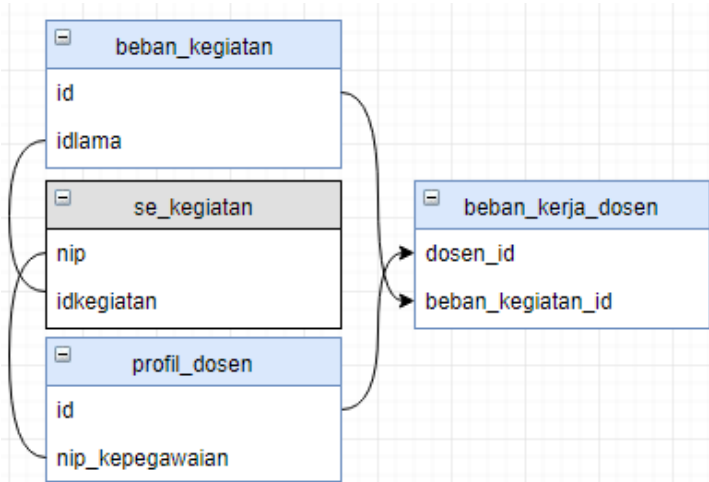 beban_kegiatan
id
idlama
se_kegiatan
nip
idkegiatan
profil_dosen
id
nip_kepegawaian
beban_kerja_dosen
dosen_id
beban_kegiatan_id